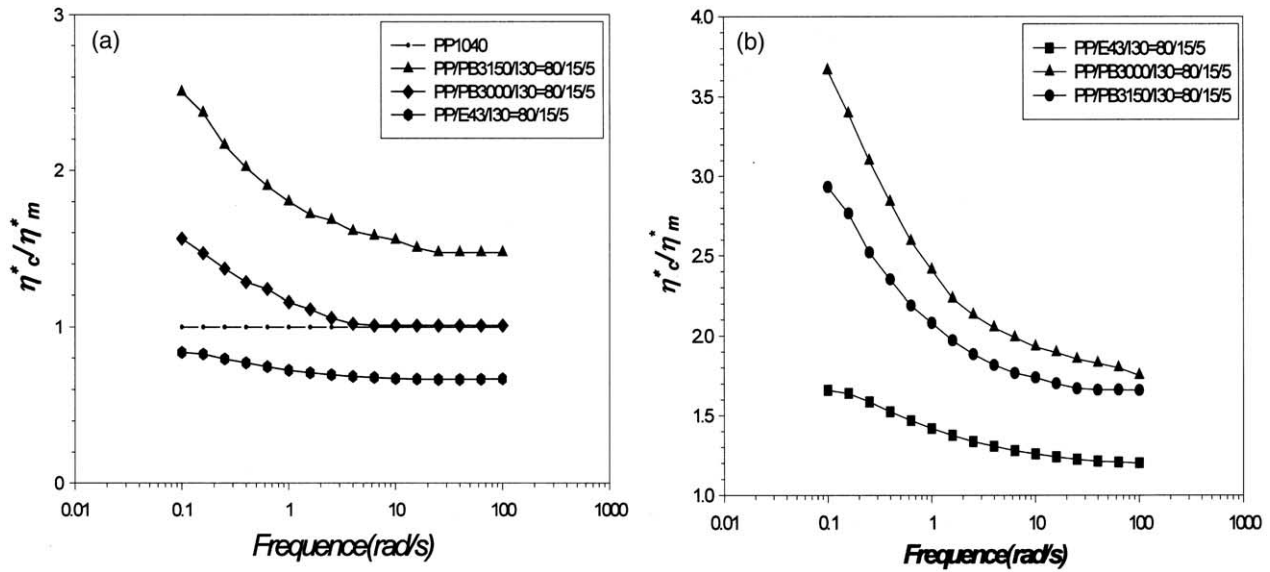 (a)
PP1040
PP/PB3150/I30=80/15/5
PP/PB3000/I30=80/15/5
PP/E43/I30=80/15/5
3
2
1
0
η*c/η*m
0.01
0.1
1
10
100
1000
Frequence(rad/s)
(b)
PP/E43/I30=80/15/5
PP/PB3000/I30=80/15/5
PP/PB3150/I30=80/15/5
4.0
3.5
3.0
2.5
2.0
1.5
1.0
η*c/η*m
0.01
0.1
1
10
100
1000
Frequence(rad/s)